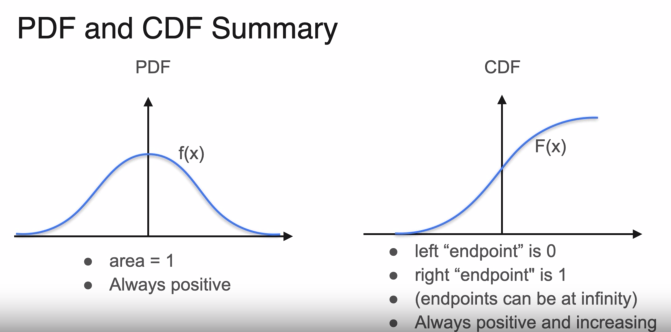 PDF and CDF Summary
PDF
CDF
f(x)
F(x)
● area = 1
● Always positive
● left “endpoint” is 0
● right “endpoint" is 1
● (endpoints can be at infinity)
● Always positive and increasing